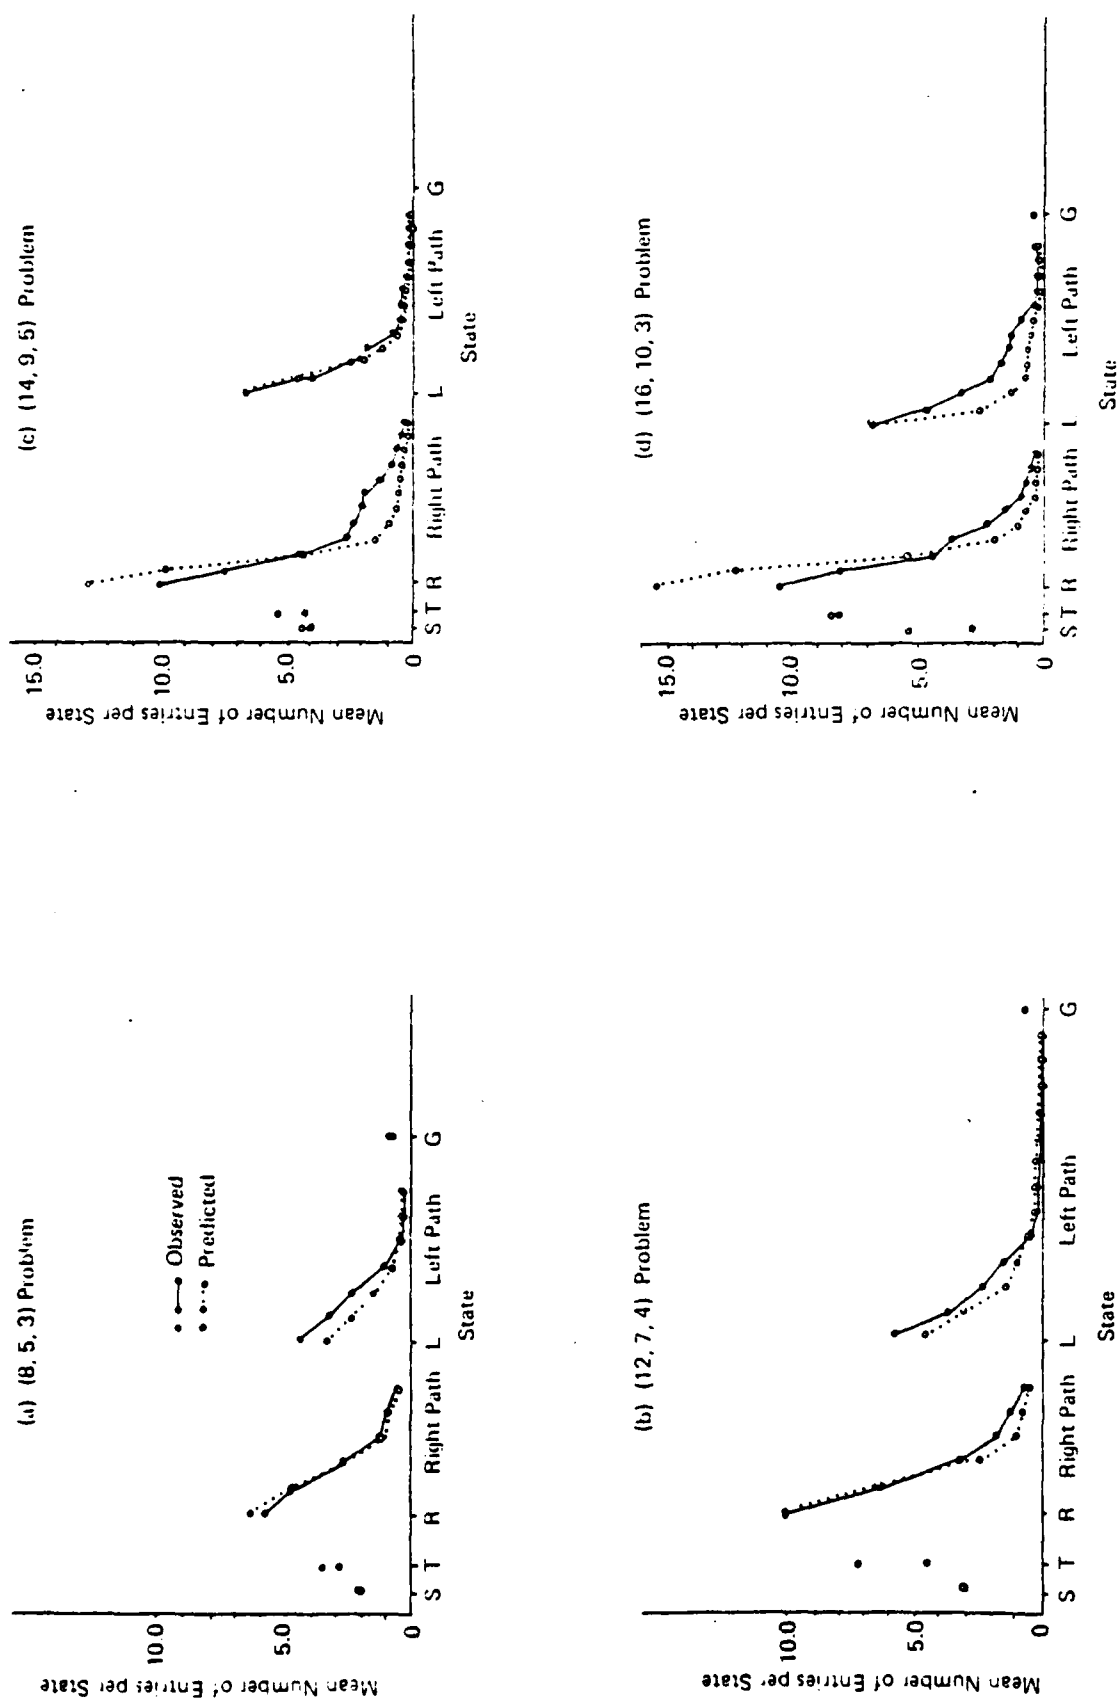 (a) (8, 5, 3) Problem
Observed
Predicted
Mean Number of Entries per State
10.0
5.0
0
S T R Right Path L Left Path G
State
(b) (12, 7, 4) Problem
Mean Number of Entries per State
10.0
5.0
0
S T R Right Path L Left Path G
State
(c) (14, 9, 5) Problem
Mean Number of Entries per State
15.0
10.0
5.0
0
S T R Right Path L Left Path G
State
(d) (16, 10, 3) Problem
Mean Number of Entries per State
15.0
10.0
5.0
0
S T R Right Path L Left Path G
State